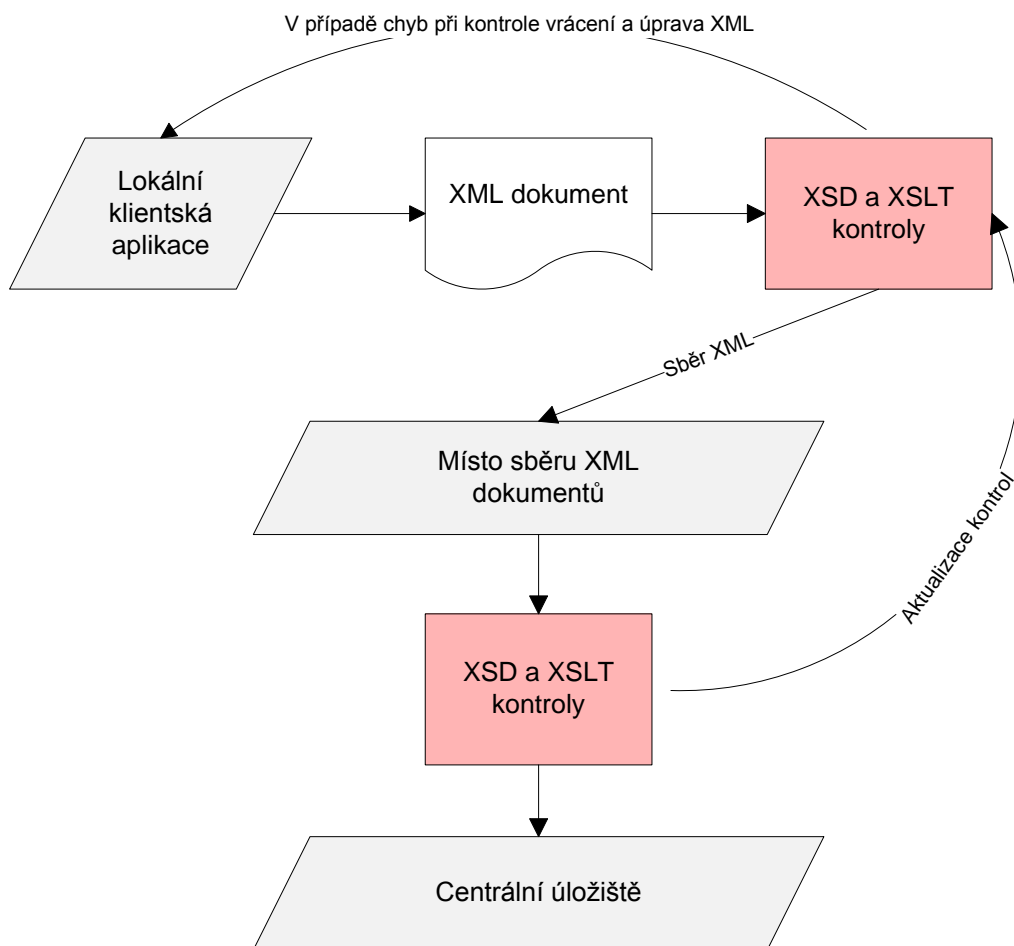 V případě chyb při kontrole vrácení a úprava XML
Lokální
klientská
aplikace
XML dokument
XSD a XSLT
kontroly
Sběr XML
Místo sběru XML
dokumentů
Aktualizace kontrol
XSD a XSLT
kontroly
Centrální úložiště